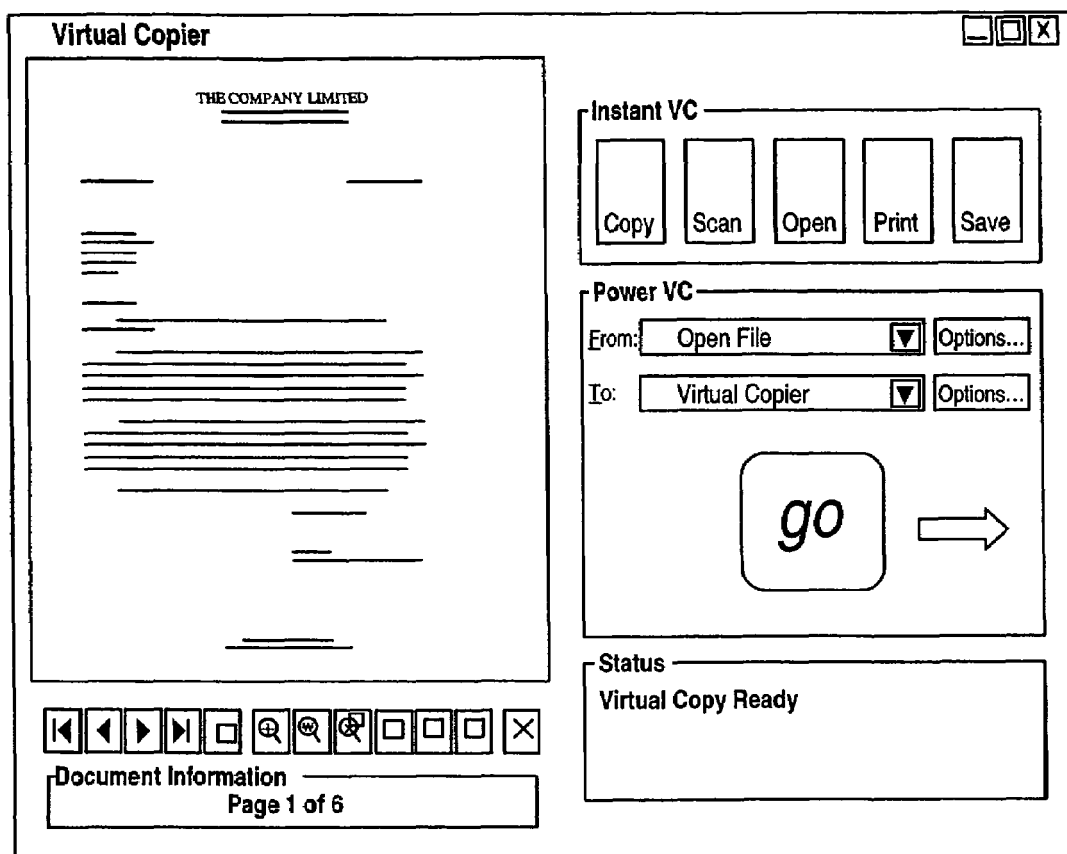 Virtual Copier
THE COMPANY LIMITED
Instant VC
Copy Scan Open Print Save
Power VC
From: Open File Options...
To: Virtual Copier Options...
go
Status
Virtual Copy Ready
Document Information
Page 1 of 6